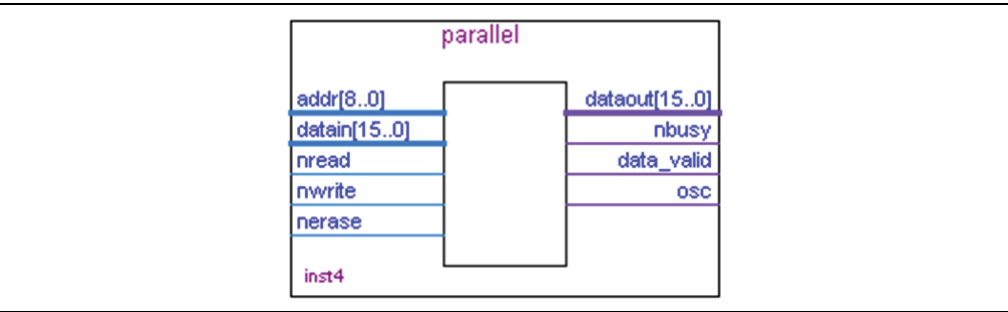 parallel
addr[8..0]
datain[15..0]
nread
nwrite
nerase
dataout[15..0]
nbusy
data_valid
osc
inst4